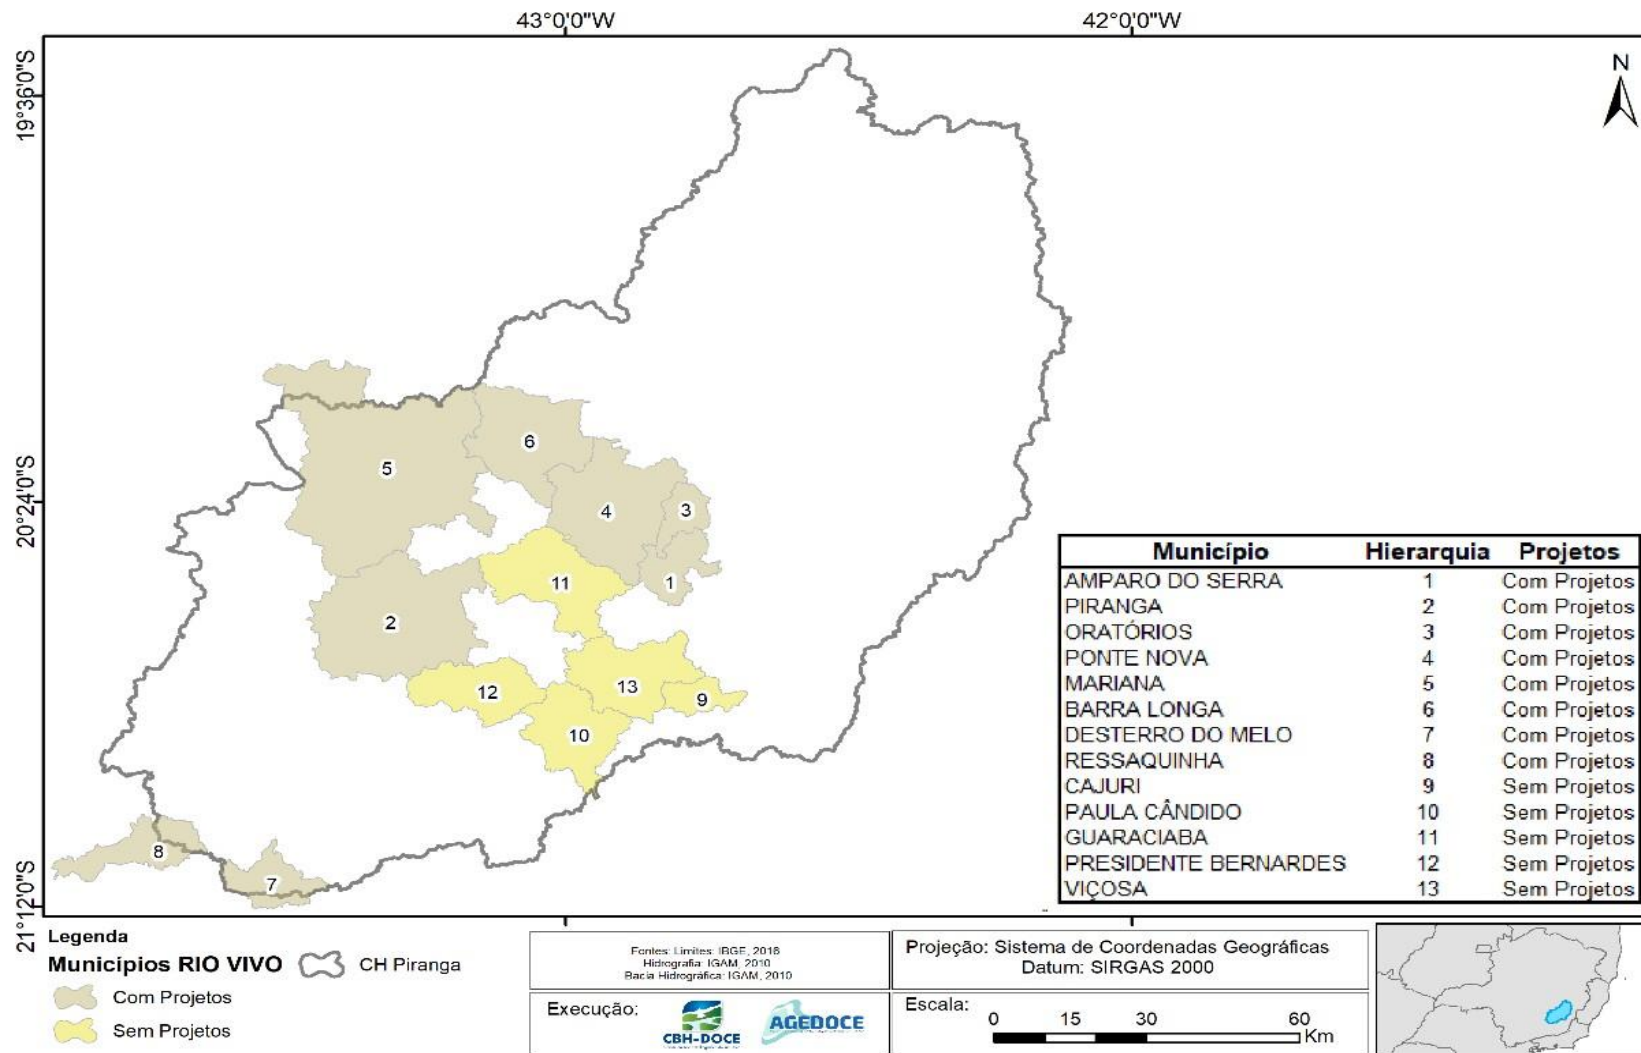 43°0'0"W 42°0'0"W
N
19°36'0"S
20°24'0"S
21°12'0"S
5
6
4
3
1
11
2
12
13
9
10
8
7
Município Hierarquia Projetos
AMPARO DO SERRA 1 Com Projetos
PIRANGA 2 Com Projetos
ORATÓRIOS 3 Com Projetos
PONTE NOVA 4 Com Projetos
MARIANA 5 Com Projetos
BARRA LONGA 6 Com Projetos
DESTERRO DO MELO 7 Com Projetos
RESSAQUINHA 8 Com Projetos
CAJURI 9 Sem Projetos
PAULA CÂNDIDO 10 Sem Projetos
GUARACIABA 11 Sem Projetos
PRESIDENTE BERNARDES 12 Sem Projetos
VIÇOSA 13 Sem Projetos
Legenda
Municípios RIO VIVO CH Piranga
Com Projetos
Sem Projetos
Fontes: Limites: IBGE, 2016
Hidrografia: IGAM, 2010
Bacia Hidrográfica: IGAM, 2010
Execução:
CBH-DOCE
AGEDOCE
Projeção: Sistema de Coordenadas Geográficas
Datum: SIRGAS 2000
Escala:
0 15 30 60
Km